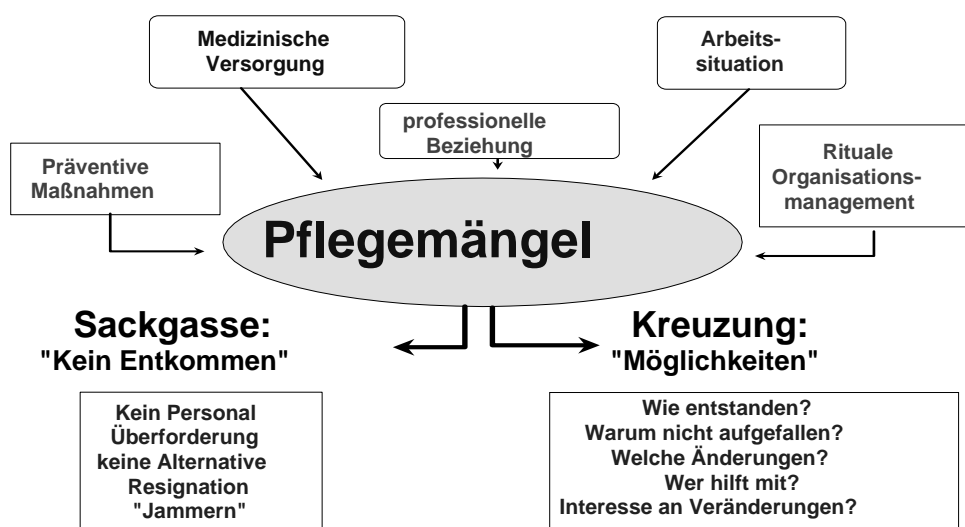 Medizinische
Versorgung
Arbeits-
situation
professionelle
Beziehung
Präventive
Maßnahmen
Rituale
Organisations-
management
Pflegemängel
Sackgasse:
"Kein Entkommen"
Kreuzung:
"Möglichkeiten"
Kein Personal
Überforderung
keine Alternative
Resignation
"Jammern"
Wie entstanden?
Warum nicht aufgefallen?
Welche Änderungen?
Wer hilft mit?
Interesse an Veränderungen?